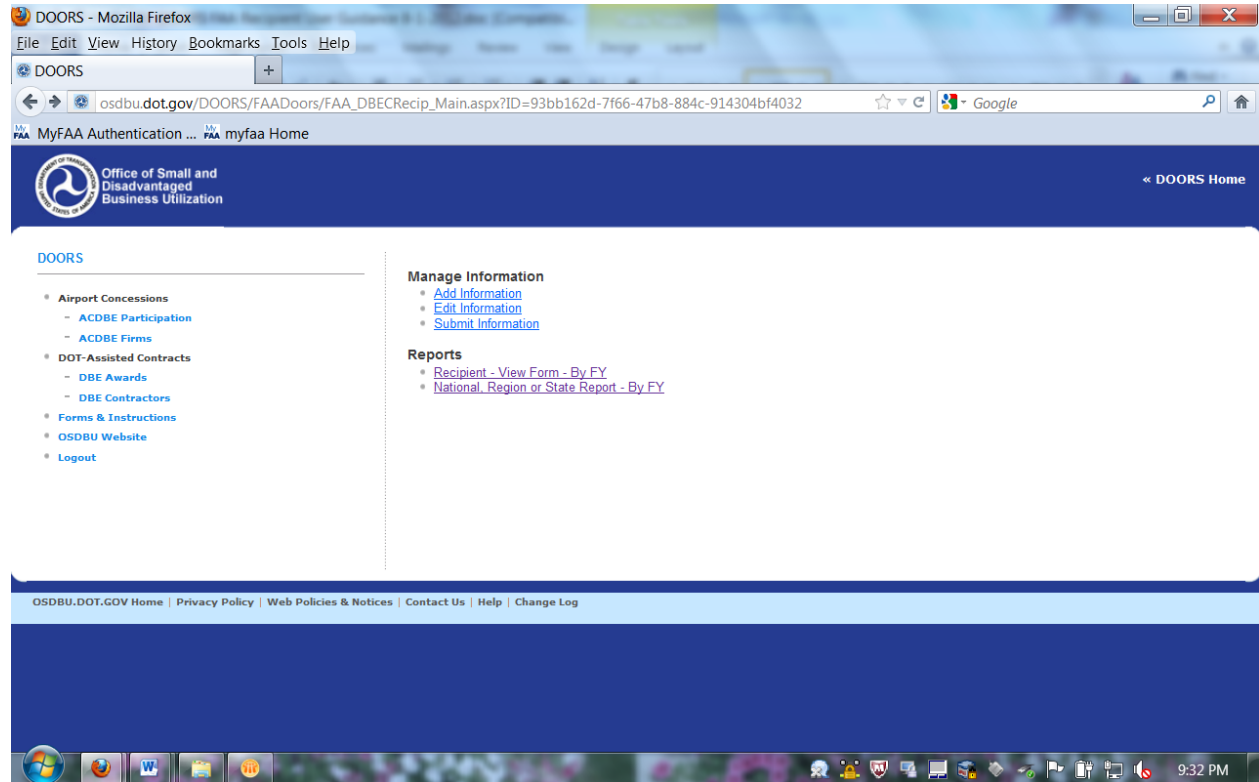 DOORS - Mozilla Firefox
File Edit View History Bookmarks Tools Help
DOORS +
osdbu.dot.gov/DOORS/FAADoors/FAA_DBECRecip_Main.aspx?ID=93bb162d-7f66-47b8-884c-914304bf4032
Google
My FAA MyFAA Authentication ... My FAA myfaa Home
Office of Small and
Disadvantaged
Business Utilization
« DOORS Home
DOORS
Airport Concessions
- ACDBE Participation
- ACDBE Firms
DOT-Assisted Contracts
- DBE Awards
- DBE Contractors
Forms & Instructions
OSDBU Website
Logout
Manage Information
Add Information
Edit Information
Submit Information
Reports
Recipient - View Form - By FY
National, Region or State Report - By FY
OSDBU.DOT.GOV Home | Privacy Policy | Web Policies & Notices | Contact Us | Help | Change Log
9:32 PM